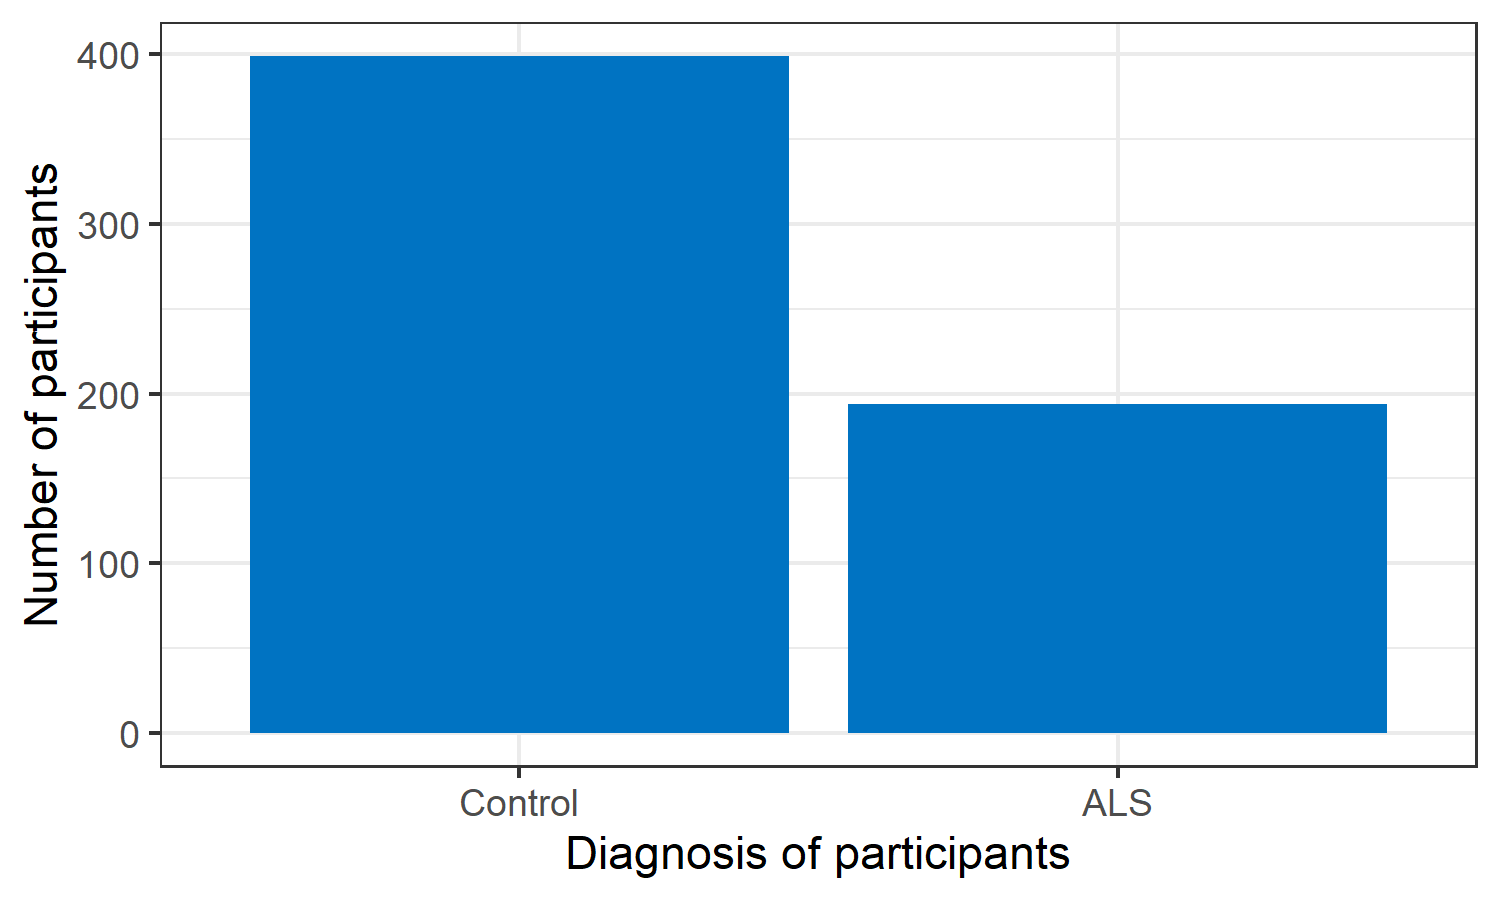 Number of participants
400
300
200
100
0
Control
ALS
Diagnosis of participants